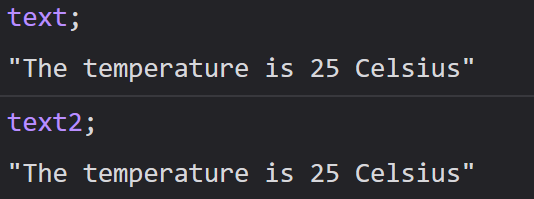 text;
"The temperature is 25 Celsius"
text2;
"The temperature is 25 Celsius"